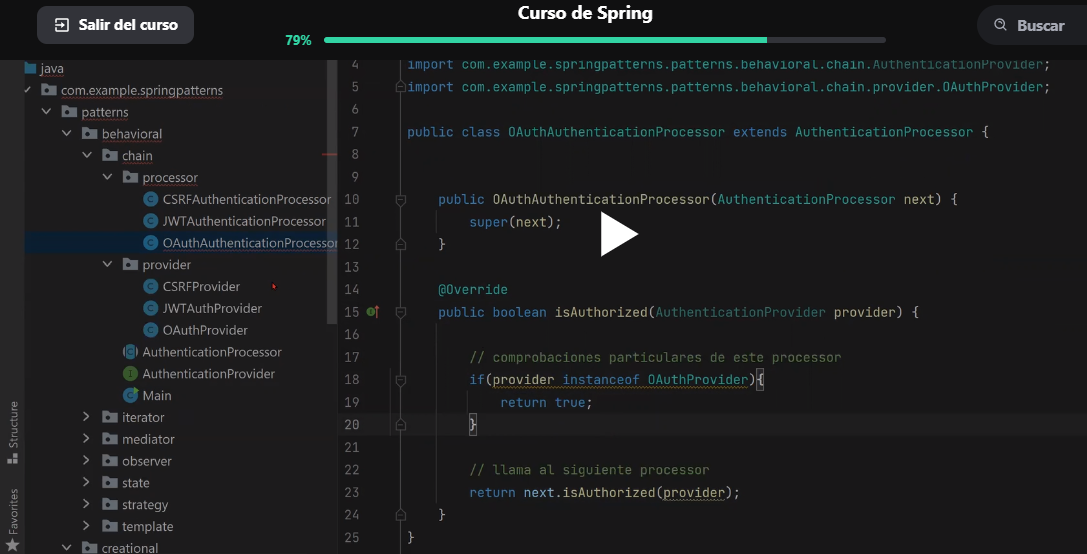 Salir del curso
Curso de Spring
79%
Buscar
java
com.example.springpatterns
patterns
behavioral
chain
processor
CSRFAuthenticationProcessor
JWTAuthenticationProcessor
OAuthAuthenticationProcessor
provider
CSRFProvider
JWTAuthProvider
OAuthProvider
AuthenticationProcessor
AuthenticationProvider
Main
iterator
mediator
observer
state
strategy
template
creational
Structure
Favorites
4 import com.example.springpatterns.patterns.behavioral.chain.AuthenticationProvider;
5 import com.example.springpatterns.patterns.behavioral.chain.provider.OAuthProvider;
6
7 public class OAuthAuthenticationProcessor extends AuthenticationProcessor {
8
9
10 public OAuthAuthenticationProcessor(AuthenticationProcessor next) {
11 super(next);
12 }
13
14 @Override
15 public boolean isAuthorized(AuthenticationProvider provider) {
16
17 // comprobaciones particulares de este processor
18 if(provider instanceof OAuthProvider){
19 return true;
20 }
21
22 // llama al siguiente processor
23 return next.isAuthorized(provider);
24 }
25 }